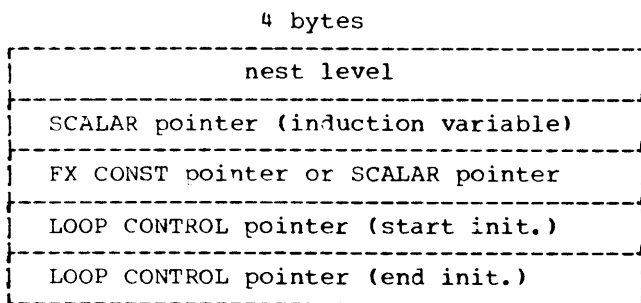 4 bytes
nest level
SCALAR pointer (induction variable)
FX CONST pointer or SCALAR pointer
LOOP CONTROL pointer (start init.)
LOOP CONTROL pointer (end init.)